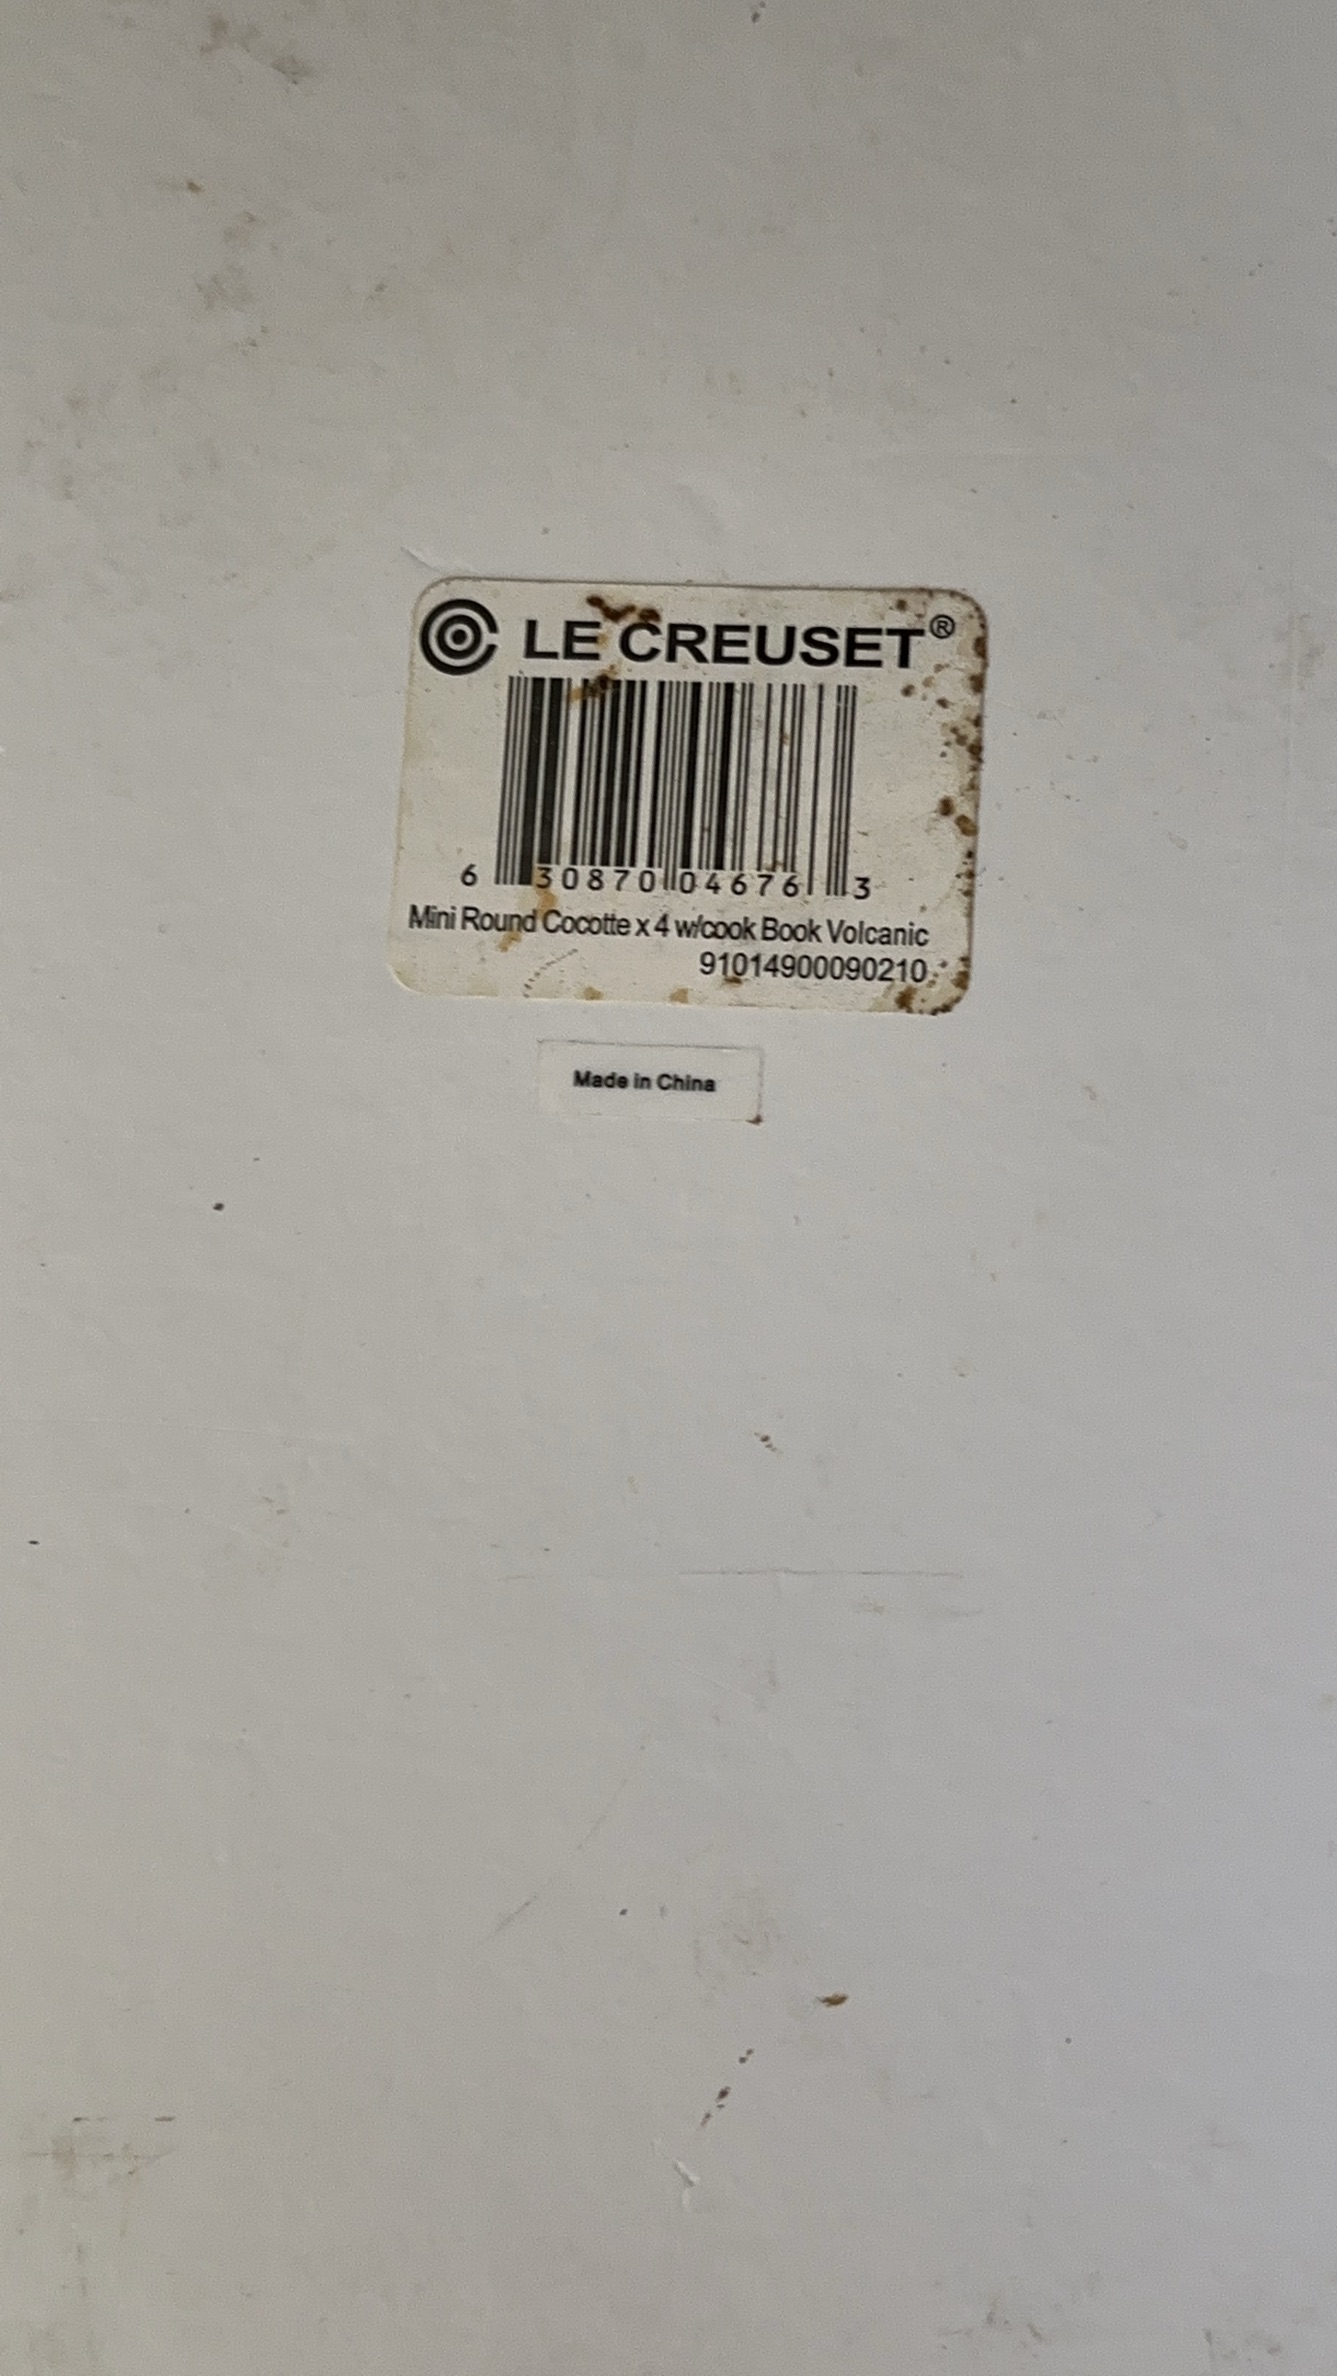 LE CREUSET®
6 30870 04676 3
Mini Round Cocotte x 4 w/cook Book Volcanic
91014900090210
Made in China